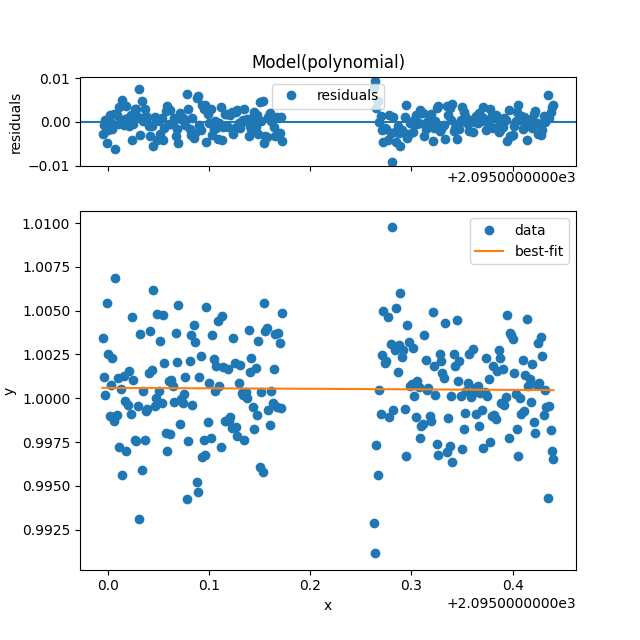 Model(polynomial)
0.01
0.00
−0.01
residuals
residuals
+2.0950000000e3
1.0100
1.0075
1.0050
1.0025
1.0000
0.9975
0.9950
0.9925
y
data
best-fit
0.0 0.1 0.2 0.3 0.4
x
+2.0950000000e3